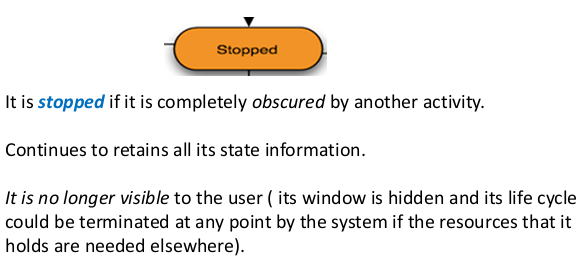 Stopped
It is stopped if it is completely obscured by another activity.
Continues to retains all its state information.
It is no longer visible to the user ( its window is hidden and its life cycle
could be terminated at any point by the system if the resources that it
holds are needed elsewhere).